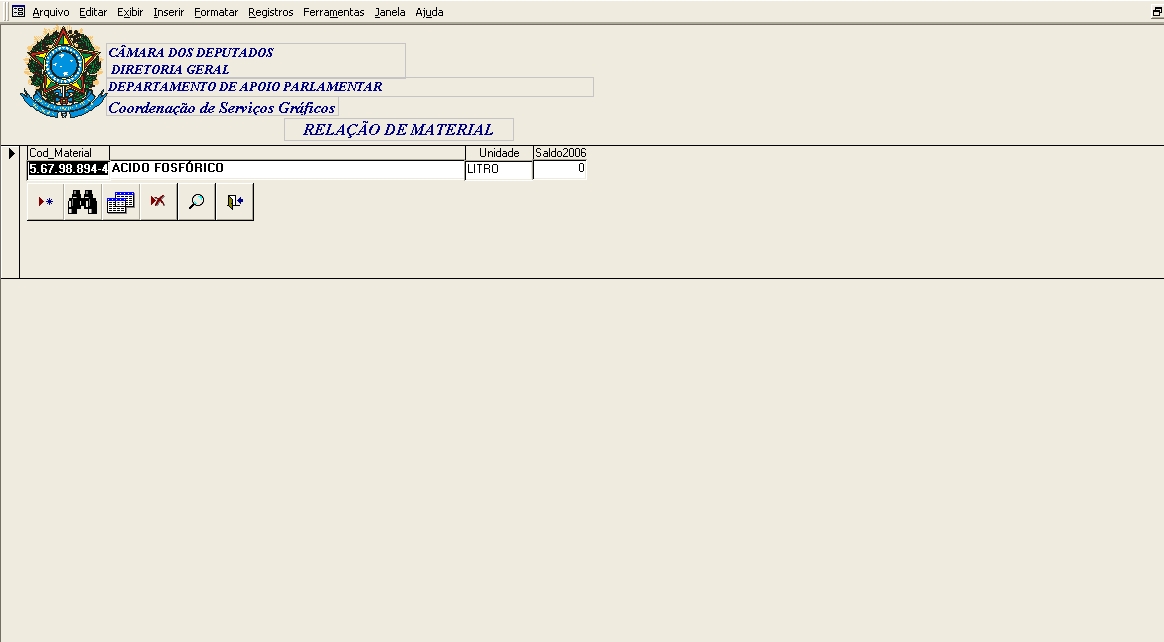 Arquivo Editar Exibir Inserir Formatar Registros Ferramentas Janela Ajuda
CÂMARA DOS DEPUTADOS
DIRETORIA GERAL
DEPARTAMENTO DE APOIO PARLAMENTAR
Coordenação de Serviços Gráficos
RELAÇÃO DE MATERIAL
Cod_Material Unidade Saldo2006
5.67.98.894-4 ACIDO FOSFÓRICO LITRO 0